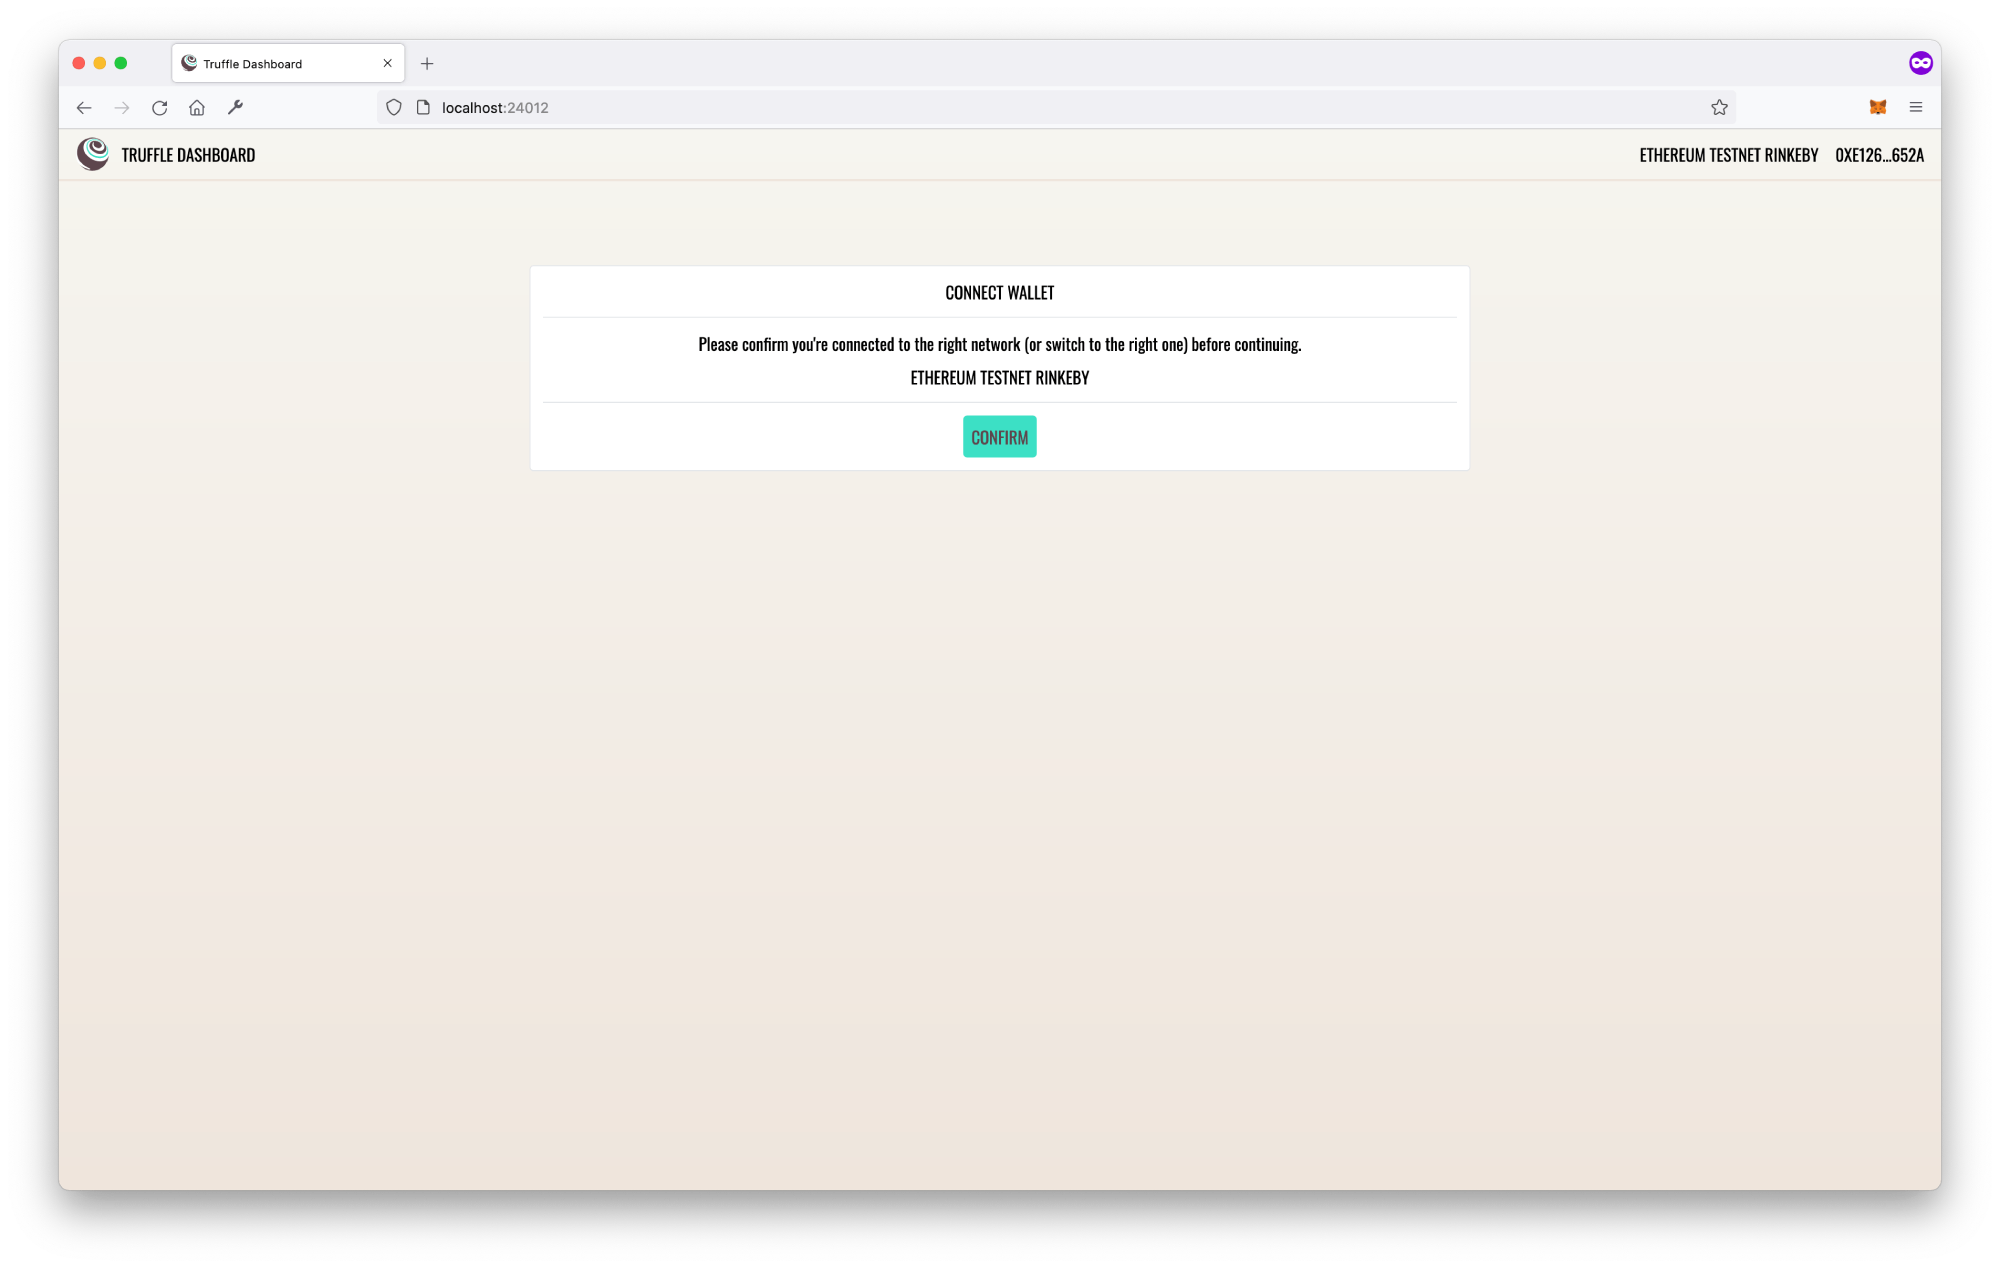 Truffle Dashboard
localhost:24012
TRUFFLE DASHBOARD
ETHEREUM TESTNET RINKEBY
0XE126...652A
CONNECT WALLET
Please confirm you're connected to the right network (or switch to the right one) before continuing.
ETHEREUM TESTNET RINKEBY
CONFIRM